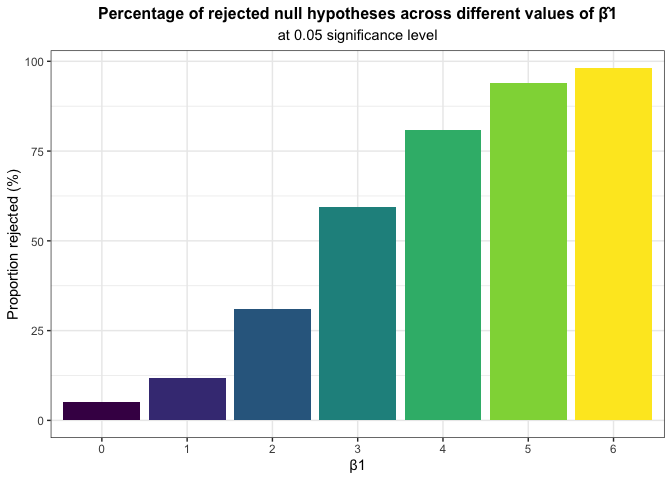 Percentage of rejected null hypotheses across different values of β̂1
at 0.05 significance level
Proportion rejected (%)
100
75
50
25
0
0 1 2 3 4 5 6
β1